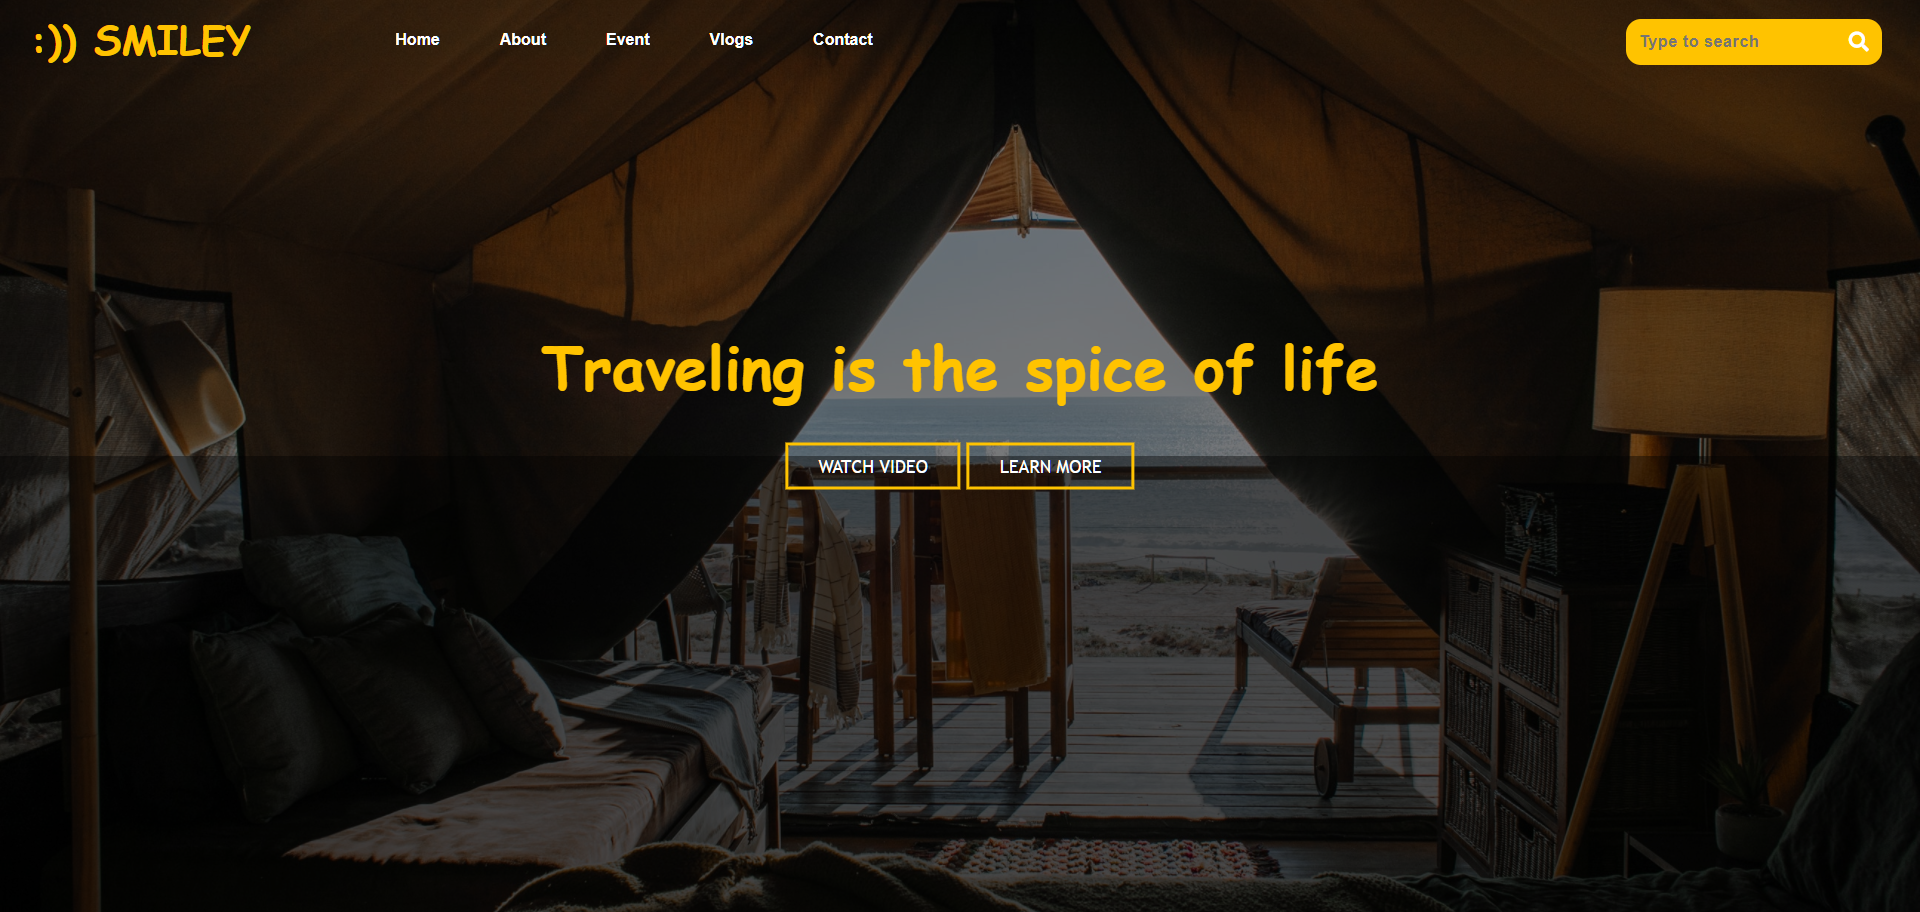 :)) SMILEY
Home About Event Vlogs Contact
Type to search
Traveling is the spice of life
WATCH VIDEO LEARN MORE